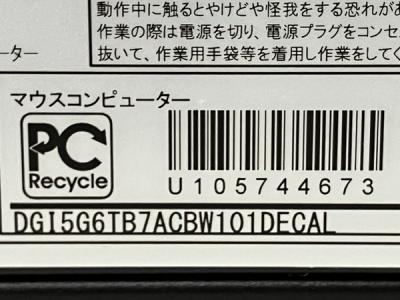 動作中に触るとやけどや怪我をする恐れがあ
作業の際は電源を切り、電源プラグをコンセ
抜いて、作業用手袋等を着用し作業をしてく
ーター
マウスコンピューター
PC
Recycle
U105744673
DGI5G6TB7ACBW101DECAL